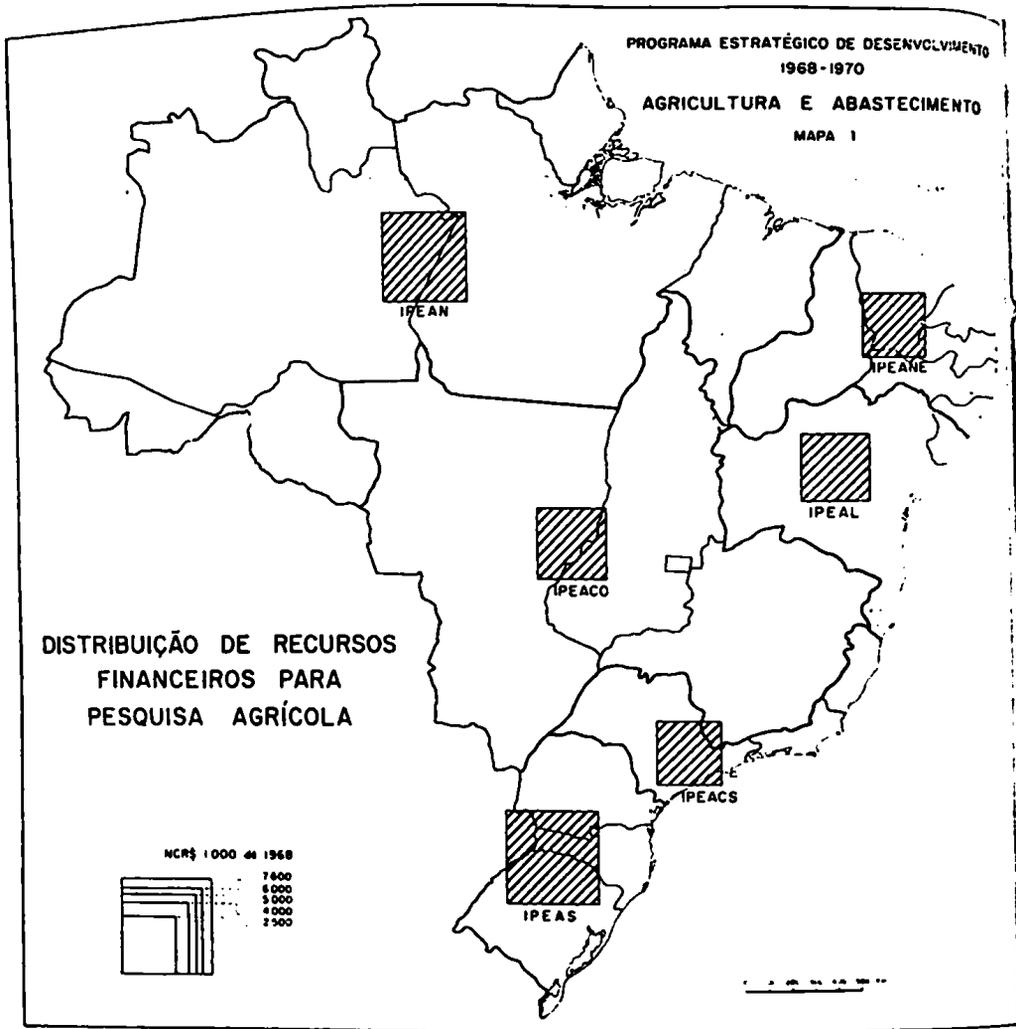 PROGRAMA ESTRATÉGICO DE DESENVOLVIMENTO
1968-1970
AGRICULTURA E ABASTECIMENTO
MAPA 1
IPEAN
IPEANE
IPEAL
IPEACO
DISTRIBUIÇÃO DE RECURSOS
FINANCEIROS PARA
PESQUISA AGRÍCOLA
IPEACS
IPEAS
NCR$ 1000 de 1968
7600
6000
5000
4000
2500